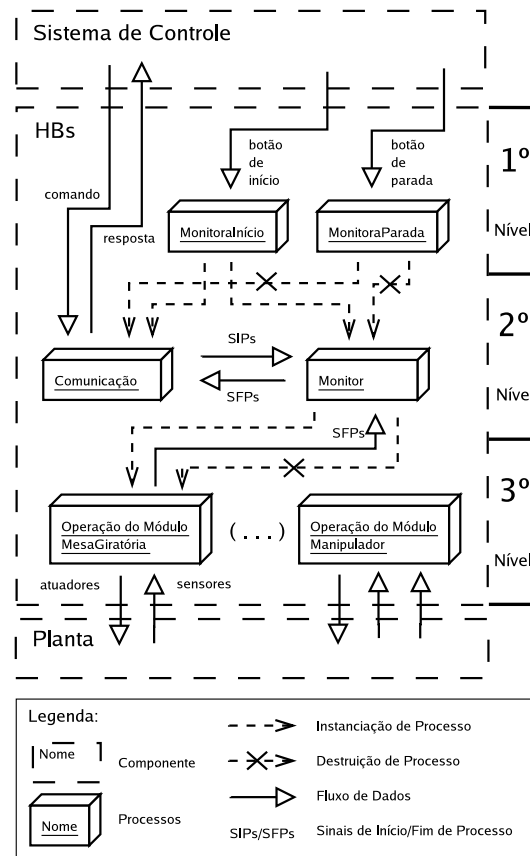 Sistema de Controle
HBs
botão
de
início
botão
de
parada
1º
Nível
comando
resposta
MonitoraInício
MonitoraParada
2º
Nível
SIPs
SFPs
Comunicação
Monitor
SFPs
3º
Nível
Operação do Módulo
MesaGiratória
(...)
Operação do Módulo
Manipulador
atuadores
sensores
Planta
Legenda:
Nome
Componente
Nome
Processos
Instanciação de Processo
Destruição de Processo
Fluxo de Dados
SIPs/SFPs
Sinais de Início/Fim de Processo